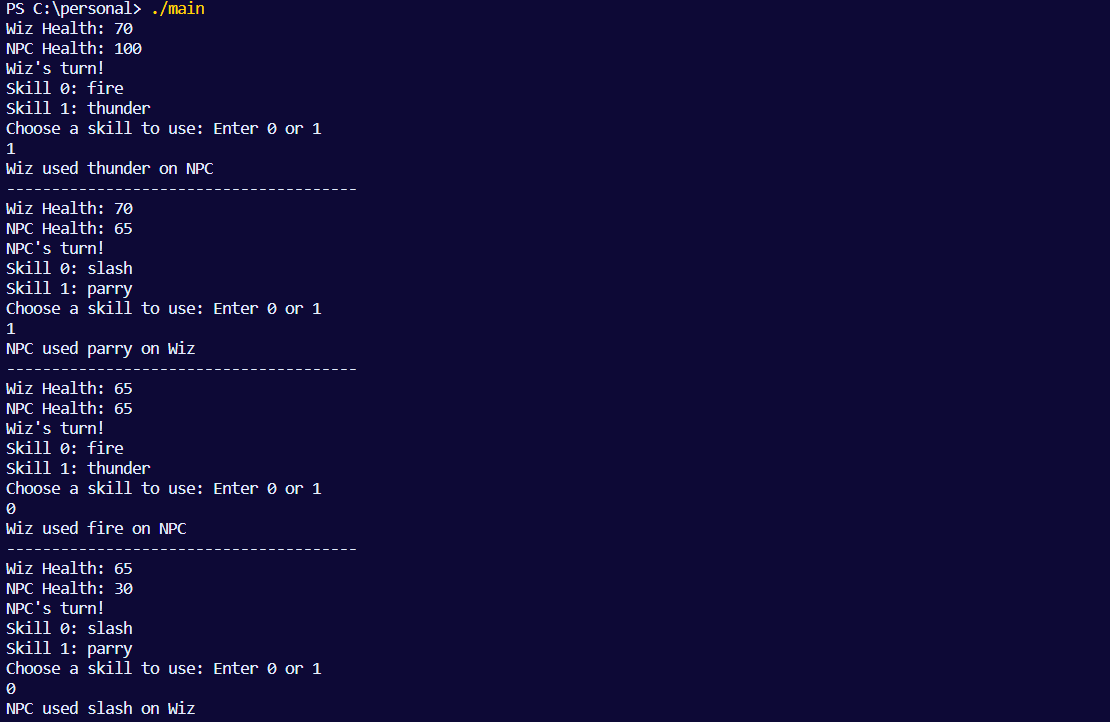 PS C:\personal> ./main
Wiz Health: 70
NPC Health: 100
Wiz's turn!
Skill 0: fire
Skill 1: thunder
Choose a skill to use: Enter 0 or 1
1
Wiz used thunder on NPC
---------------------------------------
Wiz Health: 70
NPC Health: 65
NPC's turn!
Skill 0: slash
Skill 1: parry
Choose a skill to use: Enter 0 or 1
1
NPC used parry on Wiz
---------------------------------------
Wiz Health: 65
NPC Health: 65
Wiz's turn!
Skill 0: fire
Skill 1: thunder
Choose a skill to use: Enter 0 or 1
0
Wiz used fire on NPC
---------------------------------------
Wiz Health: 65
NPC Health: 30
NPC's turn!
Skill 0: slash
Skill 1: parry
Choose a skill to use: Enter 0 or 1
0
NPC used slash on Wiz